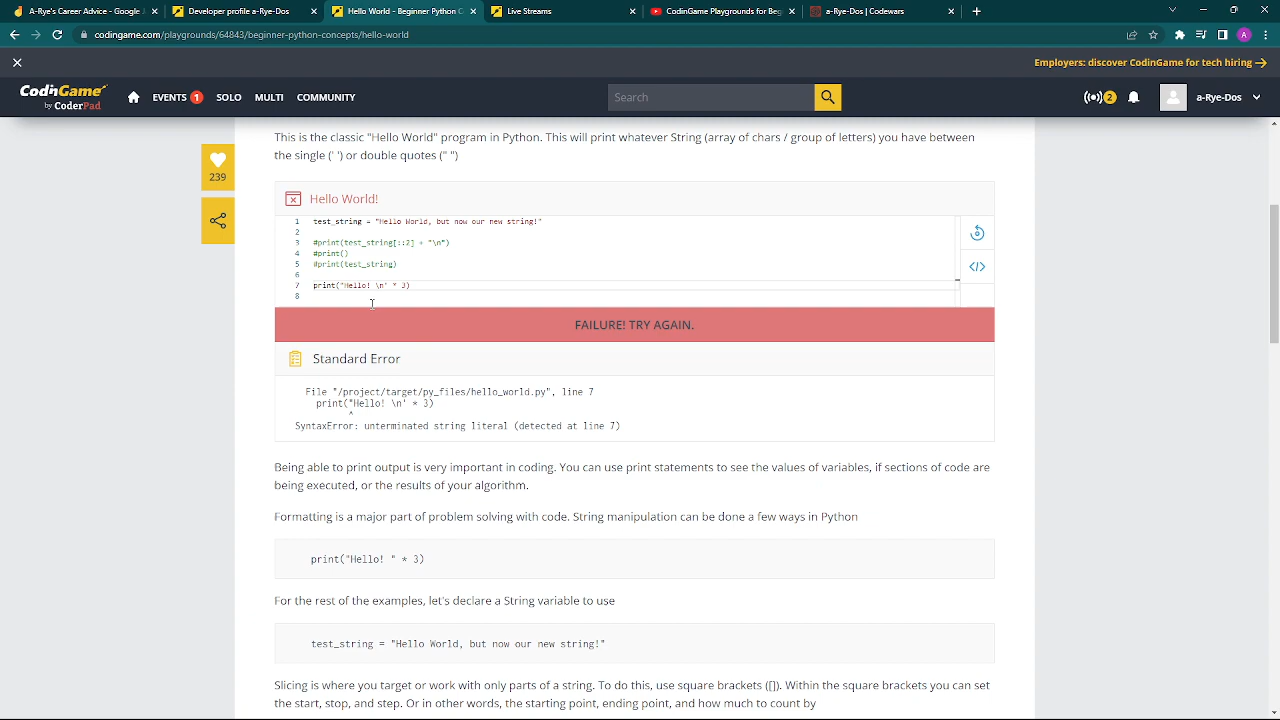 A-Rye's Career Advice - Google J
Developer profile a-Rye-Dos
Hello World - Beginner Python C
Live Streams
CodinGame Playgrounds for Beg
a-Rye-Dos | Codewars
codingame.com/playgrounds/64843/beginner-python-concepts/hello-world
A
Employers: discover CodinGame for tech hiring
CodinGame
by CoderPad
EVENTS 1
SOLO
MULTI
COMMUNITY
Search
2
a-Rye-Dos
This is the classic "Hello World" program in Python. This will print whatever String (array of chars / group of letters) you have between
the single (' ') or double quotes (" ")
239
Hello World!
1 test_string = "Hello World, but now our new string!"
2
3 #print(test_string[::2] + "\n")
4 #print()
5 #print(test_string)
6
7 print("Hello! \n' * 3)
8
FAILURE! TRY AGAIN.
Standard Error
File "/project/target/py_files/hello_world.py", line 7
print("Hello! \n' * 3)
^
SyntaxError: unterminated string literal (detected at line 7)
Being able to print output is very important in coding. You can use print statements to see the values of variables, if sections of code are
being executed, or the results of your algorithm.
Formatting is a major part of problem solving with code. String manipulation can be done a few ways in Python
print("Hello! " * 3)
For the rest of the examples, let's declare a String variable to use
test_string = "Hello World, but now our new string!"
Slicing is where you target or work with only parts of a string. To do this, use square brackets ([]). Within the square brackets you can set
the start, stop, and step. Or in other words, the starting point, ending point, and how much to count by